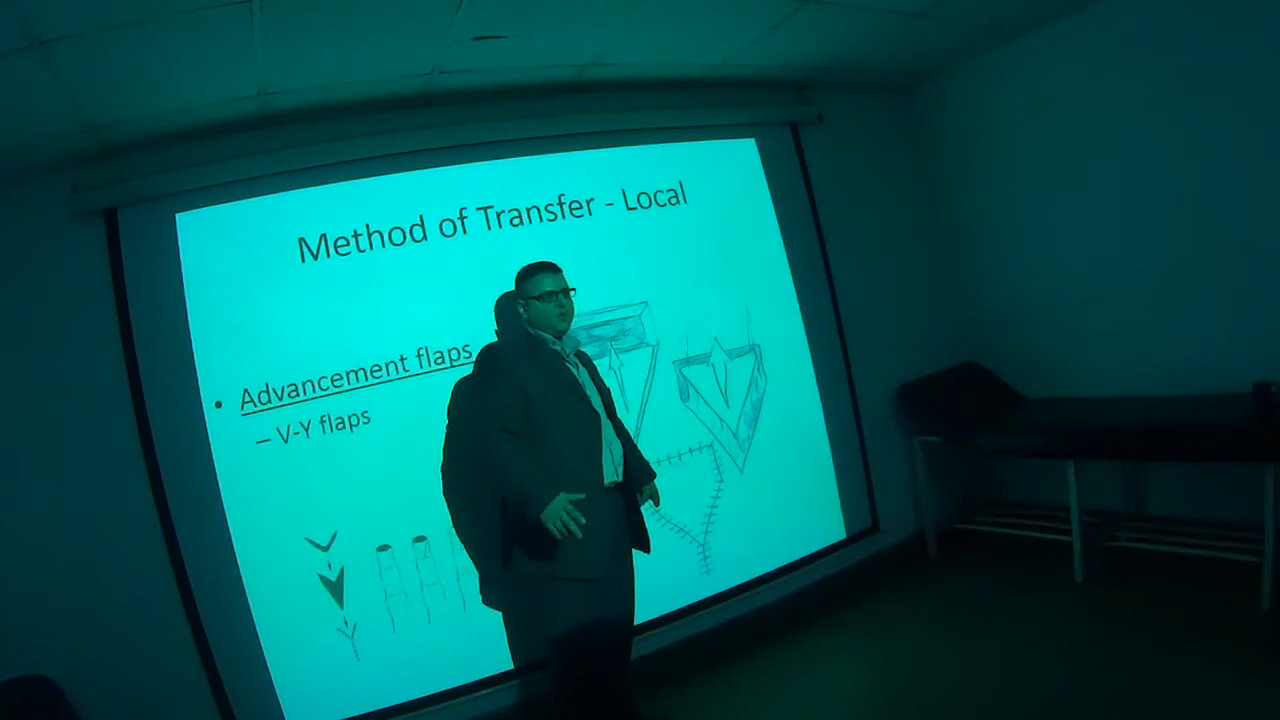 Method of Transfer - Local
• Advancement flaps
– V-Y flaps